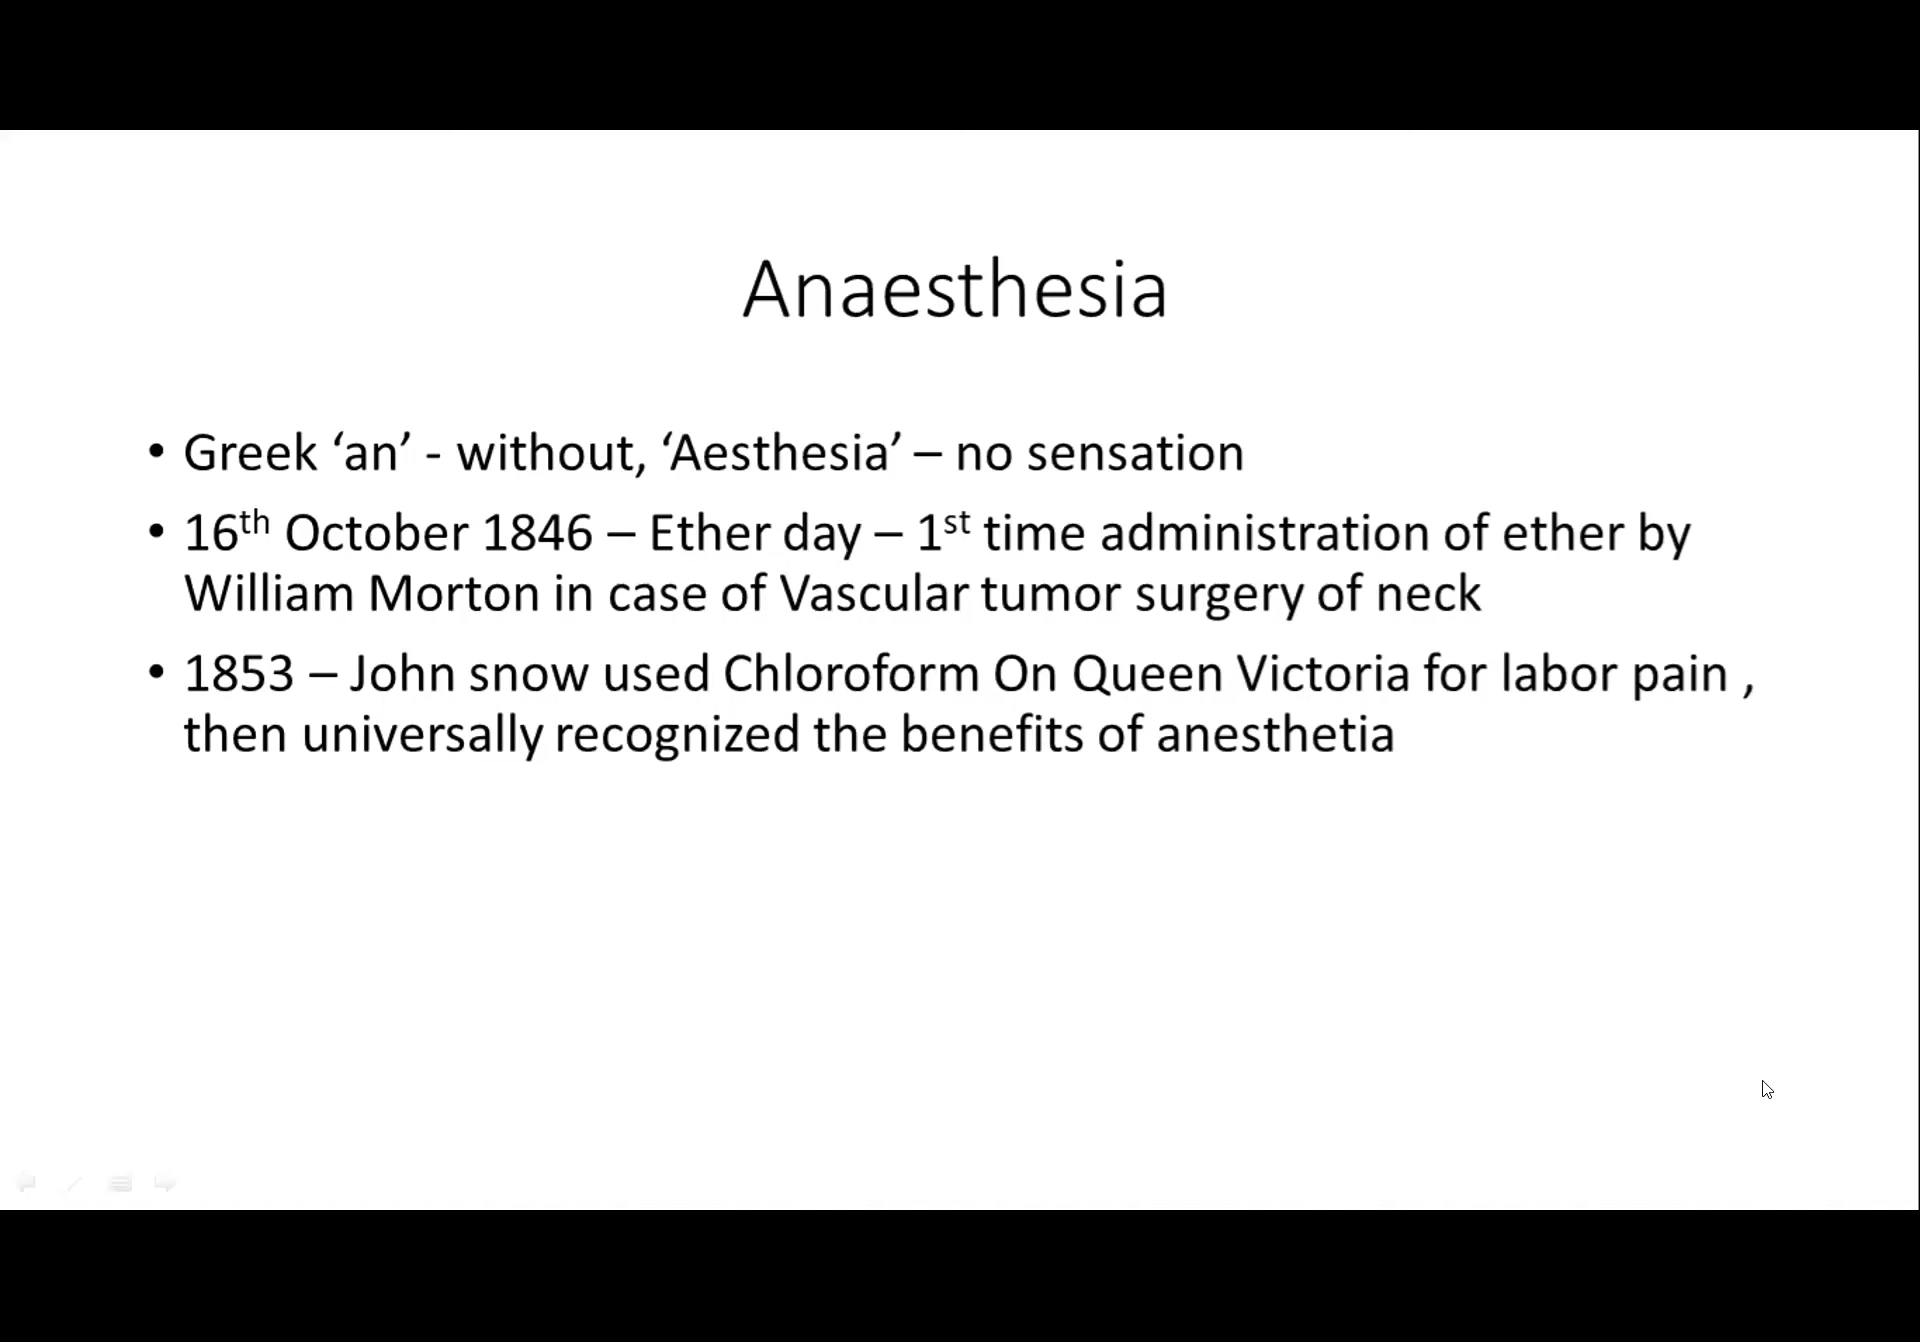 Anaesthesia
• Greek ‘an’ - without, ‘Aesthesia’ – no sensation
• 16th October 1846 – Ether day – 1st time administration of ether by
William Morton in case of Vascular tumor surgery of neck
• 1853 – John snow used Chloroform On Queen Victoria for labor pain ,
then universally recognized the benefits of anesthetia